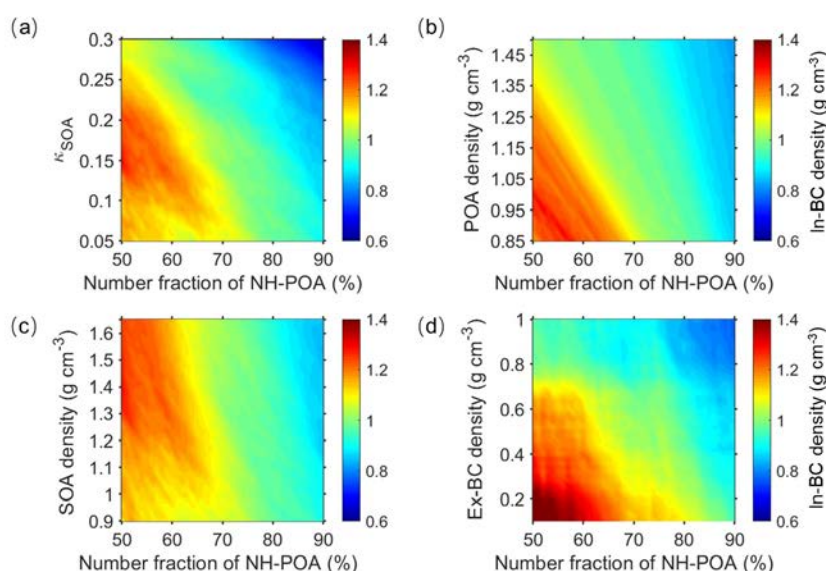 (a)
0.3
0.25
0.2
0.15
0.1
0.05
κSOA
50 60 70 80 90
Number fraction of NH-POA (%)
1.4
1.2
1
0.8
0.6
(b)
1.45
1.35
1.25
1.15
1.05
0.95
0.85
POA density (g cm⁻³)
50 60 70 80 90
Number fraction of NH-POA (%)
1.4
1.2
1
0.8
0.6
In-BC density (g cm⁻³)
(c)
1.6
1.5
1.4
1.3
1.2
1.1
1
0.9
SOA density (g cm⁻³)
50 60 70 80 90
Number fraction of NH-POA (%)
1.4
1.2
1
0.8
0.6
(d)
1
0.8
0.6
0.4
0.2
Ex-BC density (g cm⁻³)
50 60 70 80 90
Number fraction of NH-POA (%)
1.4
1.2
1
0.8
0.6
In-BC density (g cm⁻³)